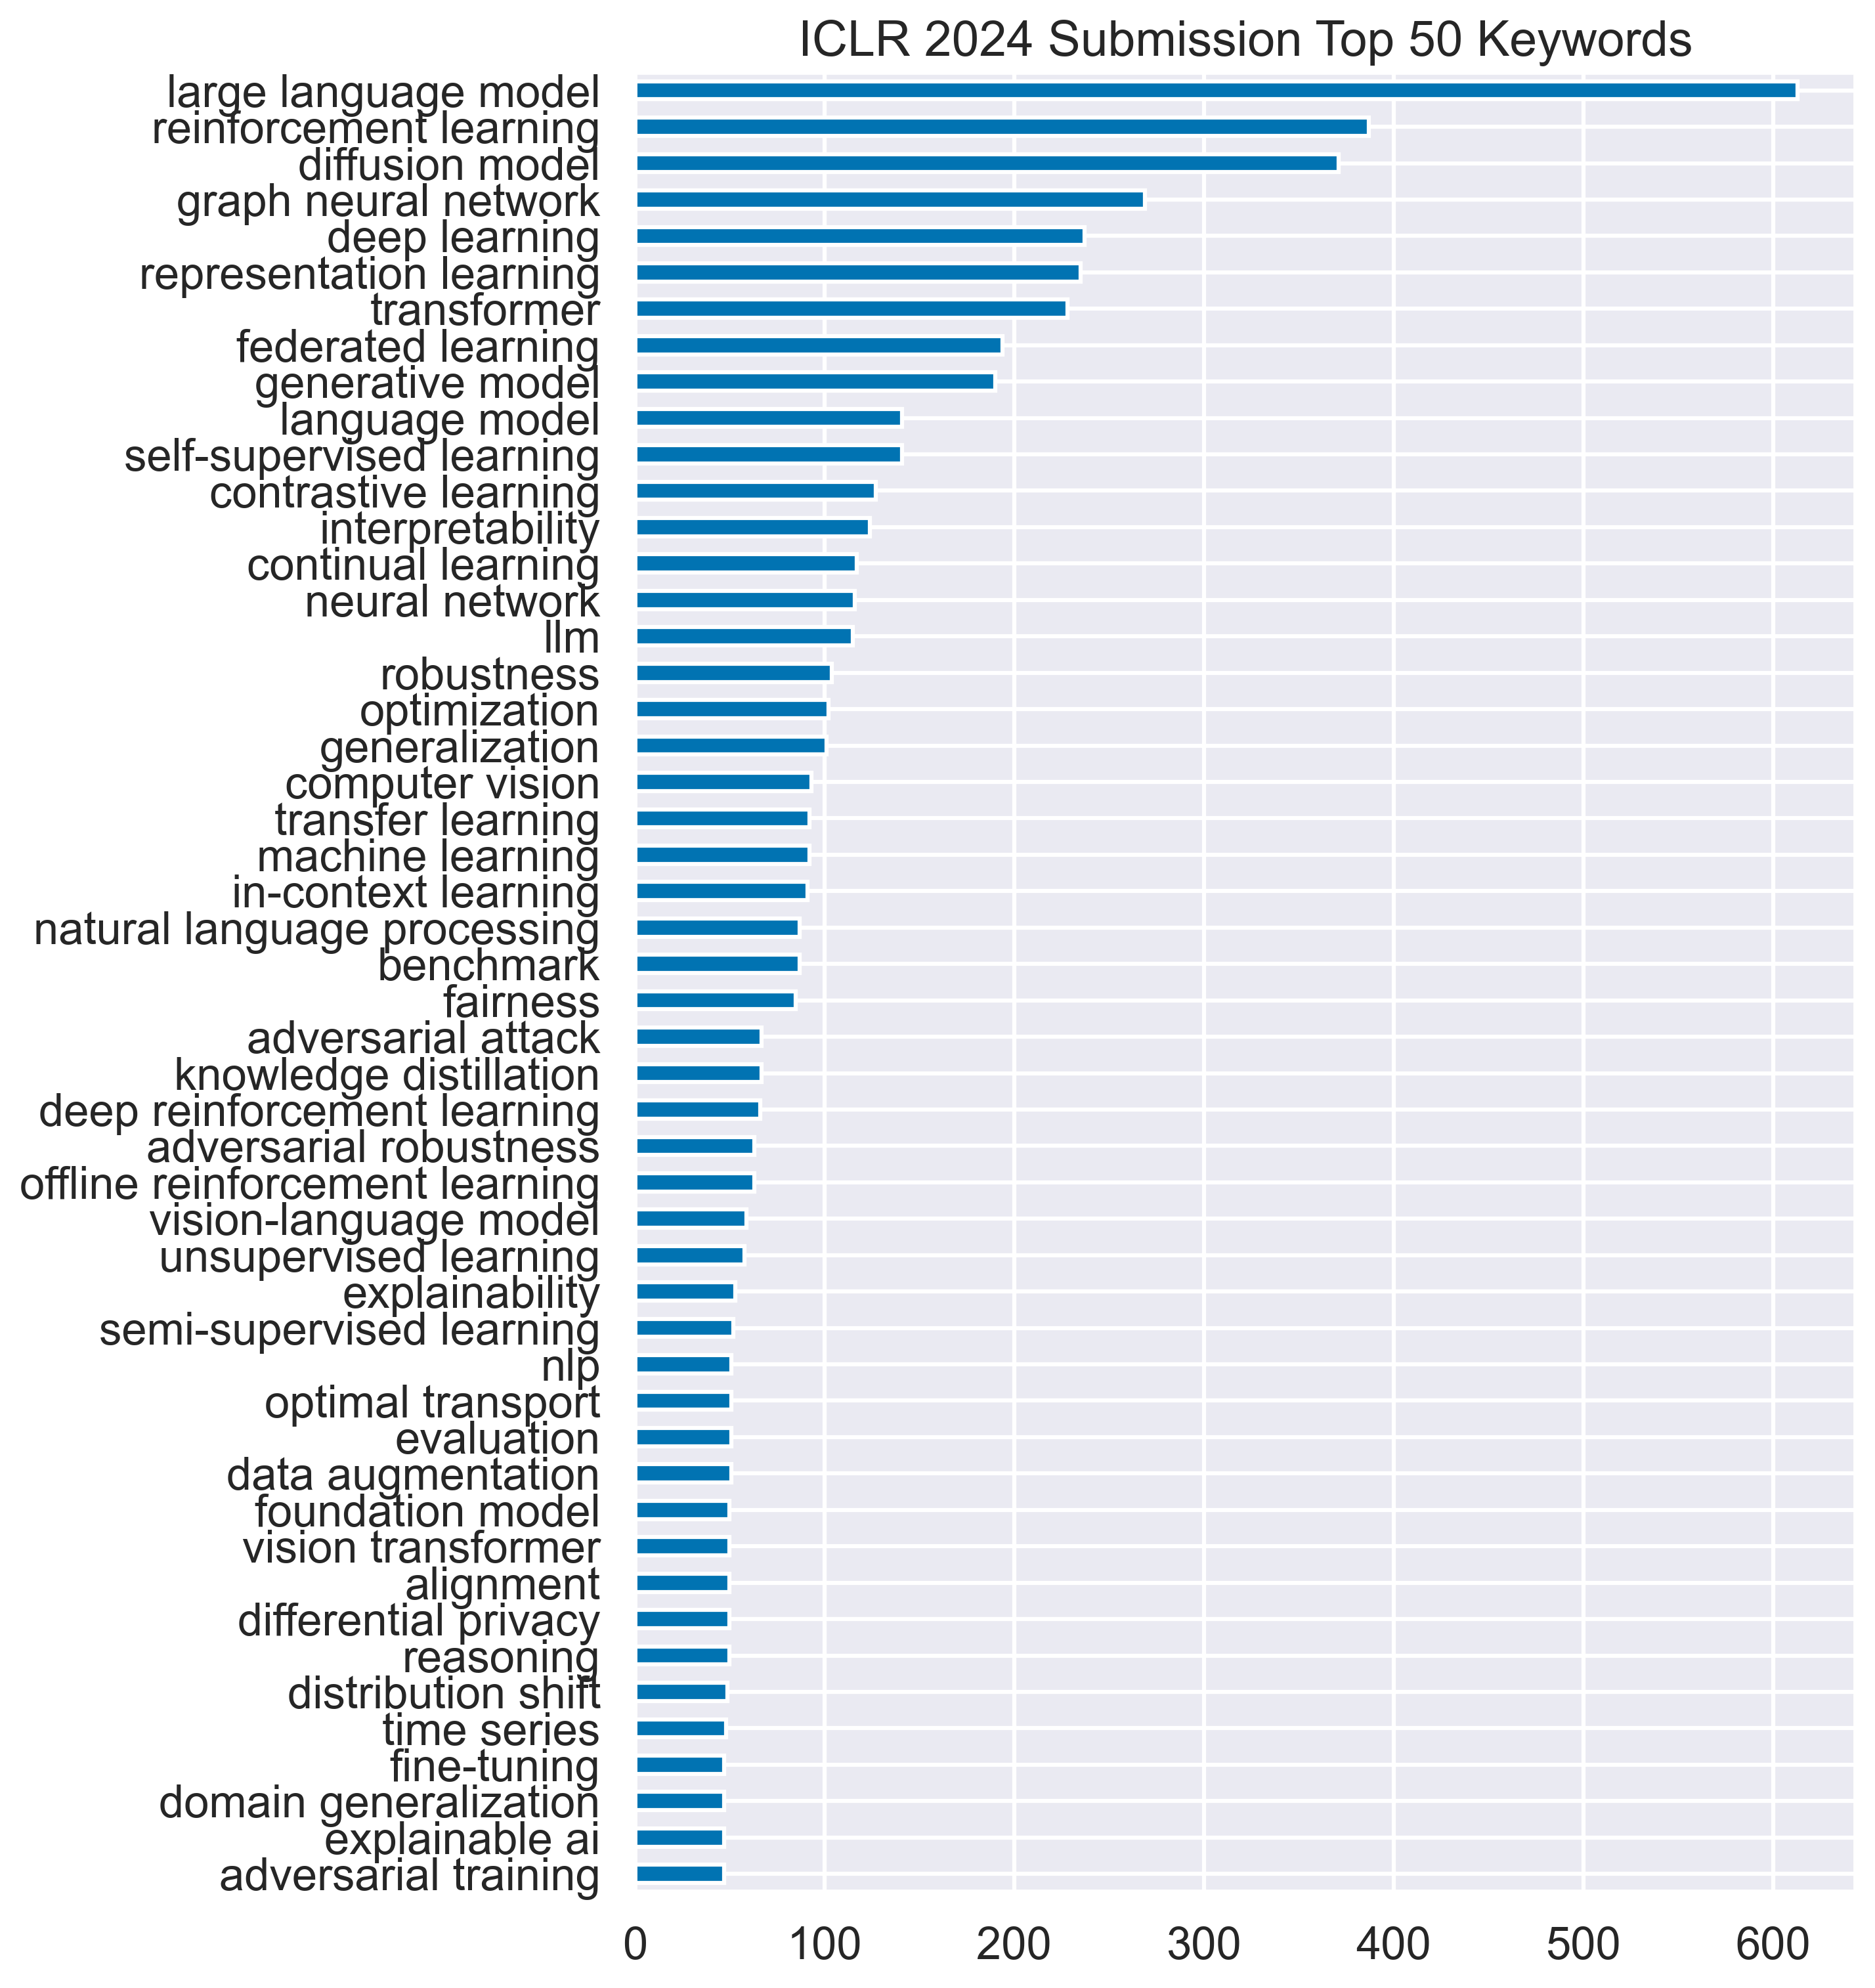 ICLR 2024 Submission Top 50 Keywords
large language model
reinforcement learning
diffusion model
graph neural network
deep learning
representation learning
transformer
federated learning
generative model
language model
self-supervised learning
contrastive learning
interpretability
continual learning
neural network
llm
robustness
optimization
generalization
computer vision
transfer learning
machine learning
in-context learning
natural language processing
benchmark
fairness
adversarial attack
knowledge distillation
deep reinforcement learning
adversarial robustness
offline reinforcement learning
vision-language model
unsupervised learning
explainability
semi-supervised learning
nlp
optimal transport
evaluation
data augmentation
foundation model
vision transformer
alignment
differential privacy
reasoning
distribution shift
time series
fine-tuning
domain generalization
explainable ai
adversarial training
0 100 200 300 400 500 600